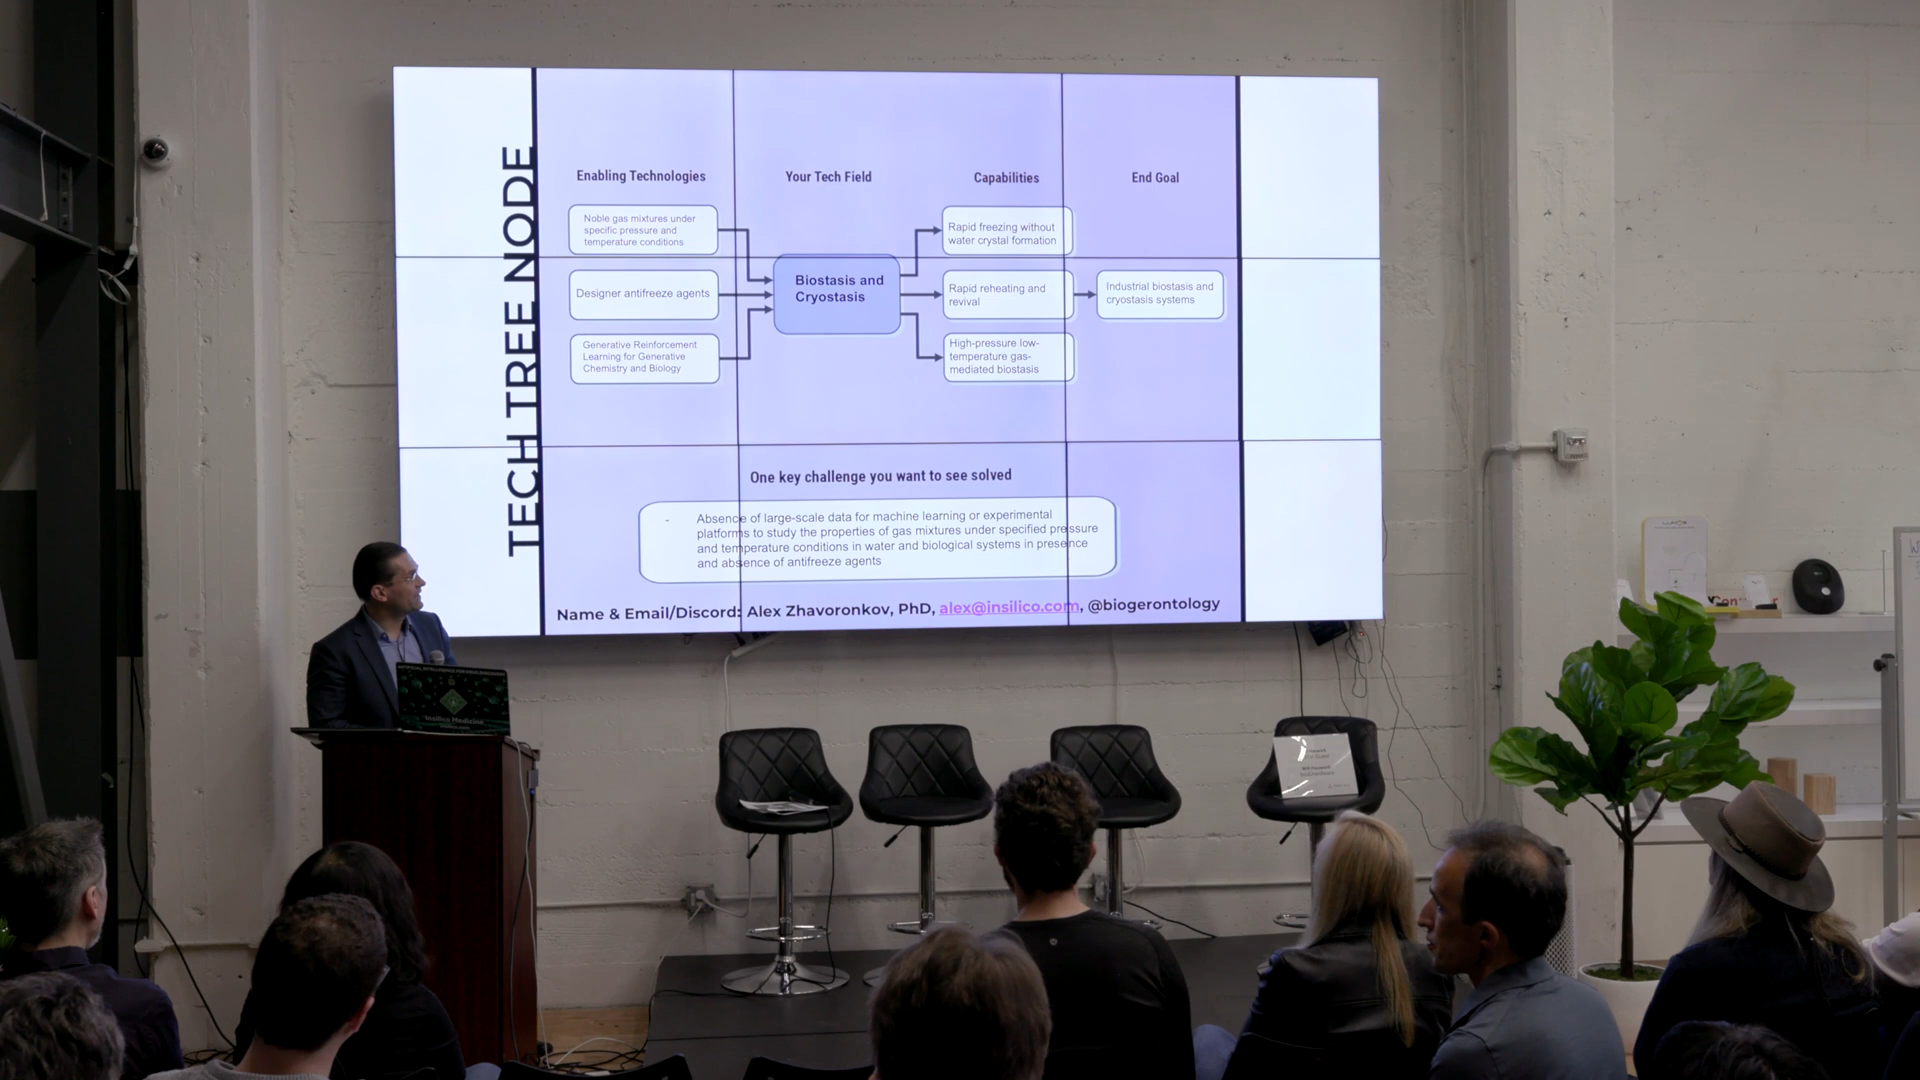 TECH TREE NODE
Enabling Technologies
Your Tech Field
Capabilities
End Goal
Noble gas mixtures under
specific pressure and
temperature conditions
Designer antifreeze agents
Generative Reinforcement
Learning for Generative
Chemistry and Biology
Biostasis and
Cryostasis
Rapid freezing without
water crystal formation
Rapid reheating and
revival
High-pressure low-
temperature gas-
mediated biostasis
Industrial biostasis and
cryostasis systems
One key challenge you want to see solved
- Absence of large-scale data for machine learning or experimental
platforms to study the properties of gas mixtures under specified pressure
and temperature conditions in water and biological systems in presence
and absence of antifreeze agents
Name & Email/Discord: Alex Zhavoronkov, PhD, alex@insilico.com, @biogerontology
Insilico Medicine